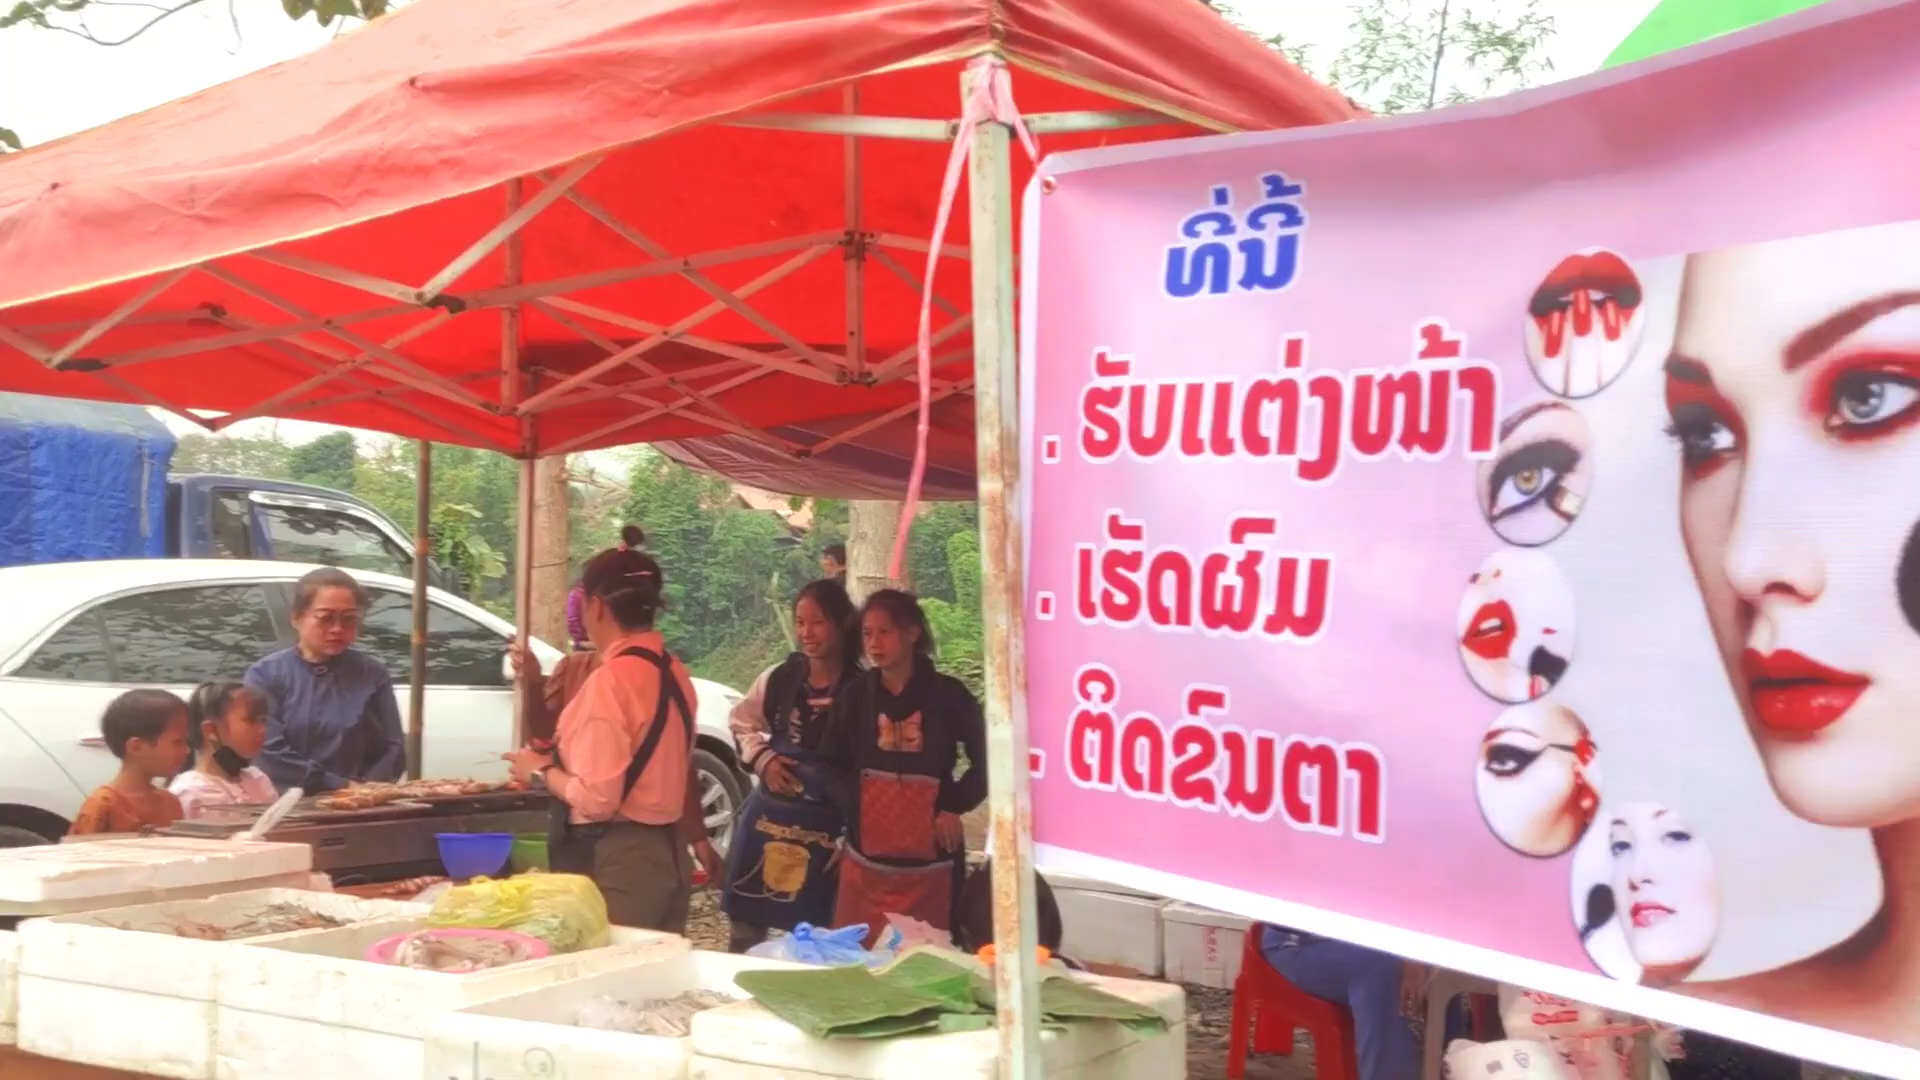 ທີ່ນີ້
. ຮັບແຕ່ງໜ້າ
. ເຮັດຜົມ
. ຕິດຂົນຕາ